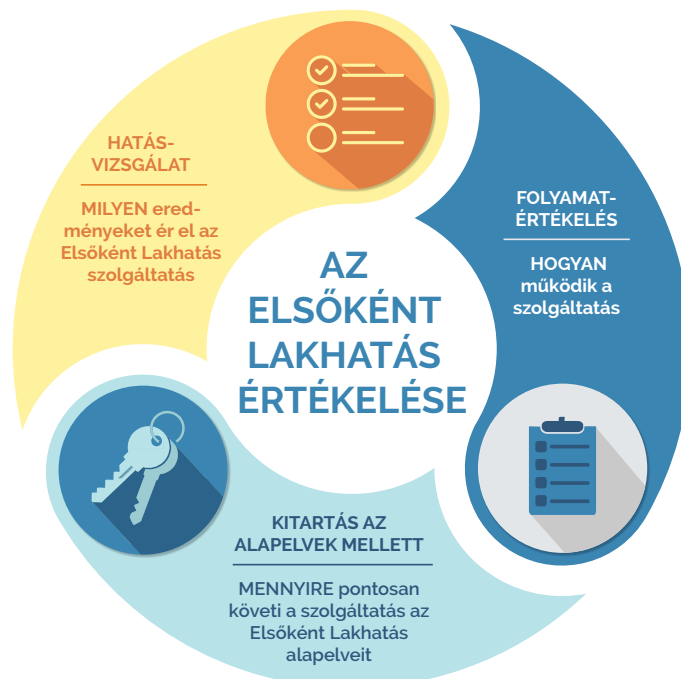 AZ
ELSŐKÉNT
LAKHATÁS
ÉRTÉKELÉSE
HATÁS-
VIZSGÁLAT
MILYEN ered-
ményeket ér el az
Elsőként Lakhatás
szolgáltatás
FOLYAMAT-
ÉRTÉKELÉS
HOGYAN
működik a
szolgáltatás
KITARTÁS AZ
ALAPELVEK MELLETT
MENNYIRE pontosan
követi a szolgáltatás az
Elsőként Lakhatás
alapelveit